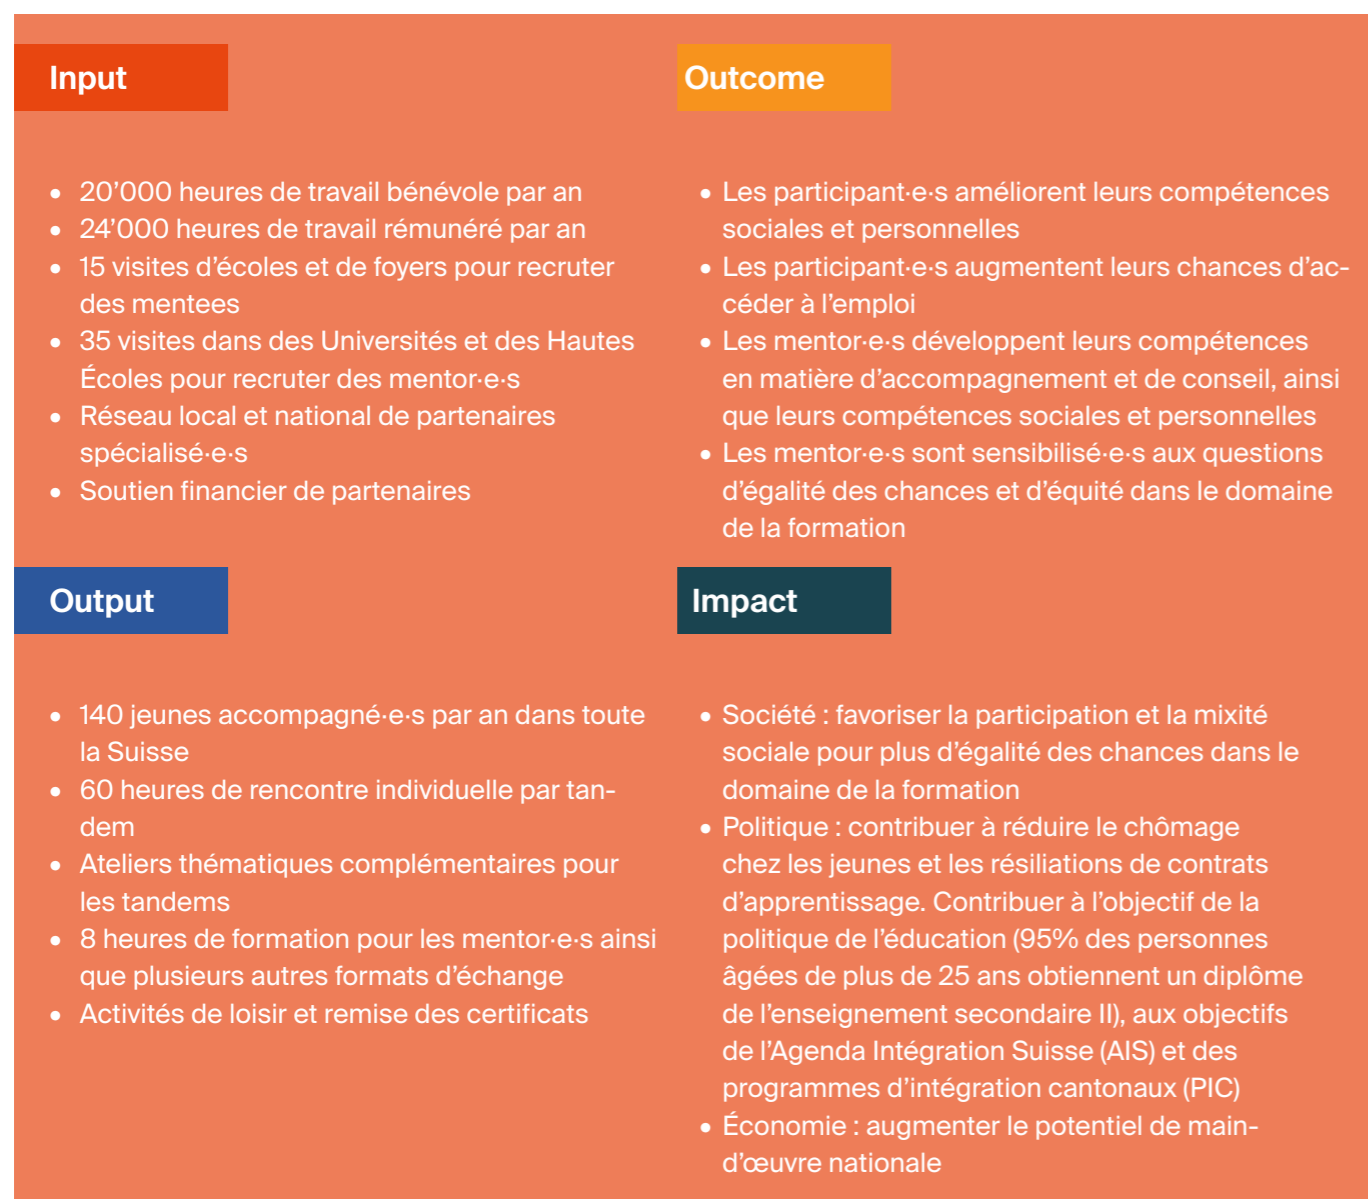 Input
• 20’000 heures de travail bénévole par an
• 24’000 heures de travail rémunéré par an
• 15 visites d’écoles et de foyers pour recruter
des mentees
• 35 visites dans des Universités et des Hautes
Écoles pour recruter des mentor·e·s
• Réseau local et national de partenaires
spécialisé·e·s
• Soutien financier de partenaires
Output
• 140 jeunes accompagné·e·s par an dans toute
la Suisse
• 60 heures de rencontre individuelle par tan-
dem
• Ateliers thématiques complémentaires pour
les tandems
• 8 heures de formation pour les mentor·e·s ainsi
que plusieurs autres formats d’échange
• Activités de loisir et remise des certificats
Outcome
• Les participant·e·s améliorent leurs compétences
sociales et personnelles
• Les participant·e·s augmentent leurs chances d’ac-
céder à l’emploi
• Les mentor·e·s développent leurs compétences
en matière d’accompagnement et de conseil, ainsi
que leurs compétences sociales et personnelles
• Les mentor·e·s sont sensibilisé·e·s aux questions
d’égalité des chances et d’équité dans le domaine
de la formation
Impact
• Société : favoriser la participation et la mixité
sociale pour plus d’égalité des chances dans le
domaine de la formation
• Politique : contribuer à réduire le chômage
chez les jeunes et les résiliations de contrats
d’apprentissage. Contribuer à l’objectif de la
politique de l’éducation (95% des personnes
âgées de plus de 25 ans obtiennent un diplôme
de l’enseignement secondaire II), aux objectifs
de l’Agenda Intégration Suisse (AIS) et des
programmes d’intégration cantonaux (PIC)
• Économie : augmenter le potentiel de main-
d’œuvre nationale